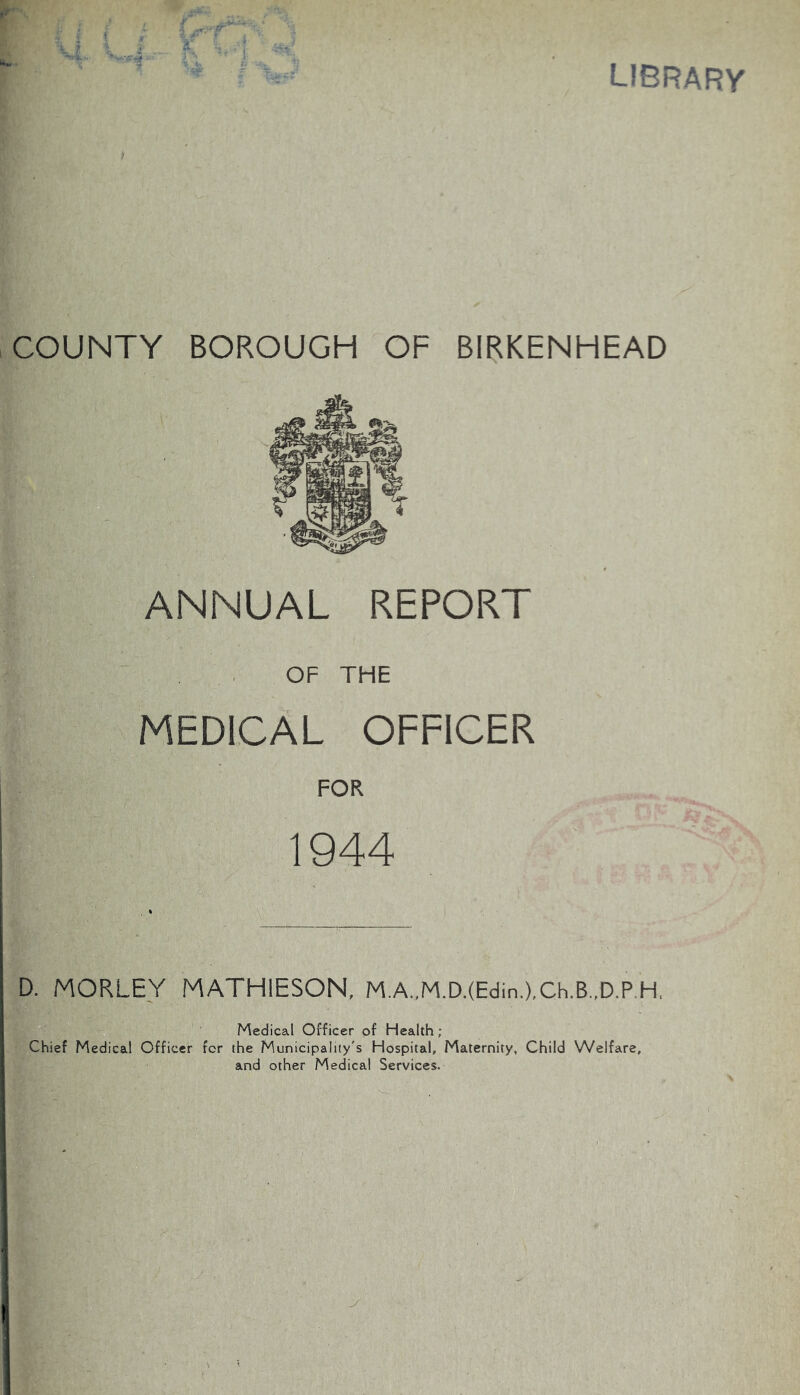 LIBRARY
COUNTY BOROUGH OF BIRKENHEAD
ANNUAL REPORT
OF THE
MEDICAL OFFICER
FOR
1944
LIBRARY
D. MORLEY MATHIESON, M.A.,M.D.(Edin.),Ch.B.,D.P.H,
Medical Officer of Health;
Chief Medical Officer for the Municipality's Hospital, Maternity, Child Welfare,
and other Medical Services.